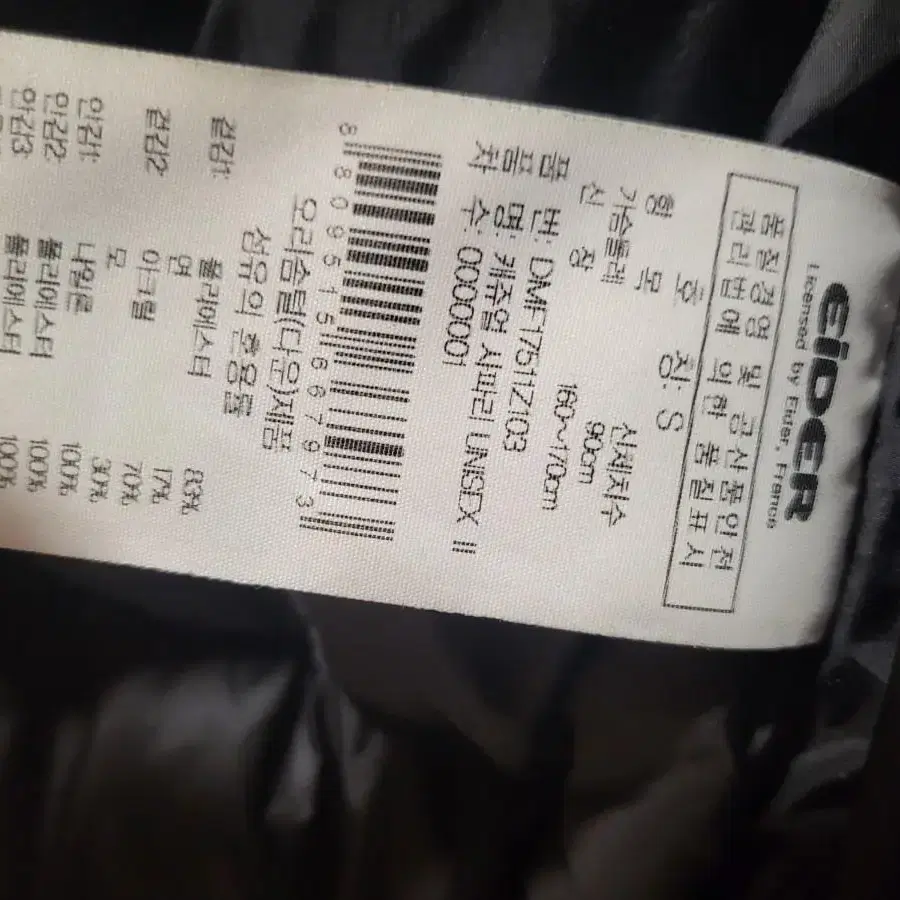 EiDER
Licensed by Eider, France
품질경영 및 공산품안전
관리법에 의한 품질표시
호 칭: S
항 목 신체치수
가슴둘레 90cm
신 장 160~170cm
품 번: DMF17511Z103
품 명: 캐쥬얼 사파리 UNISEX II
차 수: 0000001
8 809515 667973
오리솜털(다운)제품
섬유의 혼용률
겉감1: 폴리에스터 83%
면 17%
겉감2: 아크릴 70%
모 30%
안감1: 나일론 100%
안감2: 폴리에스터 100%
안감3: 폴리에스터 100%